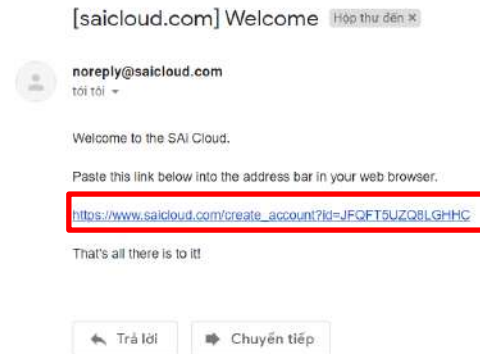 [saicloud.com] Welcome Hộp thư đến ×
noreply@saicloud.com
tới tôi
Welcome to the SAi Cloud.
Paste this link below into the address bar in your web browser.
https://www.saicloud.com/create_account?id=JFQFT5UZQ8LGHHC
That's all there is to it!
Trả lời Chuyển tiếp